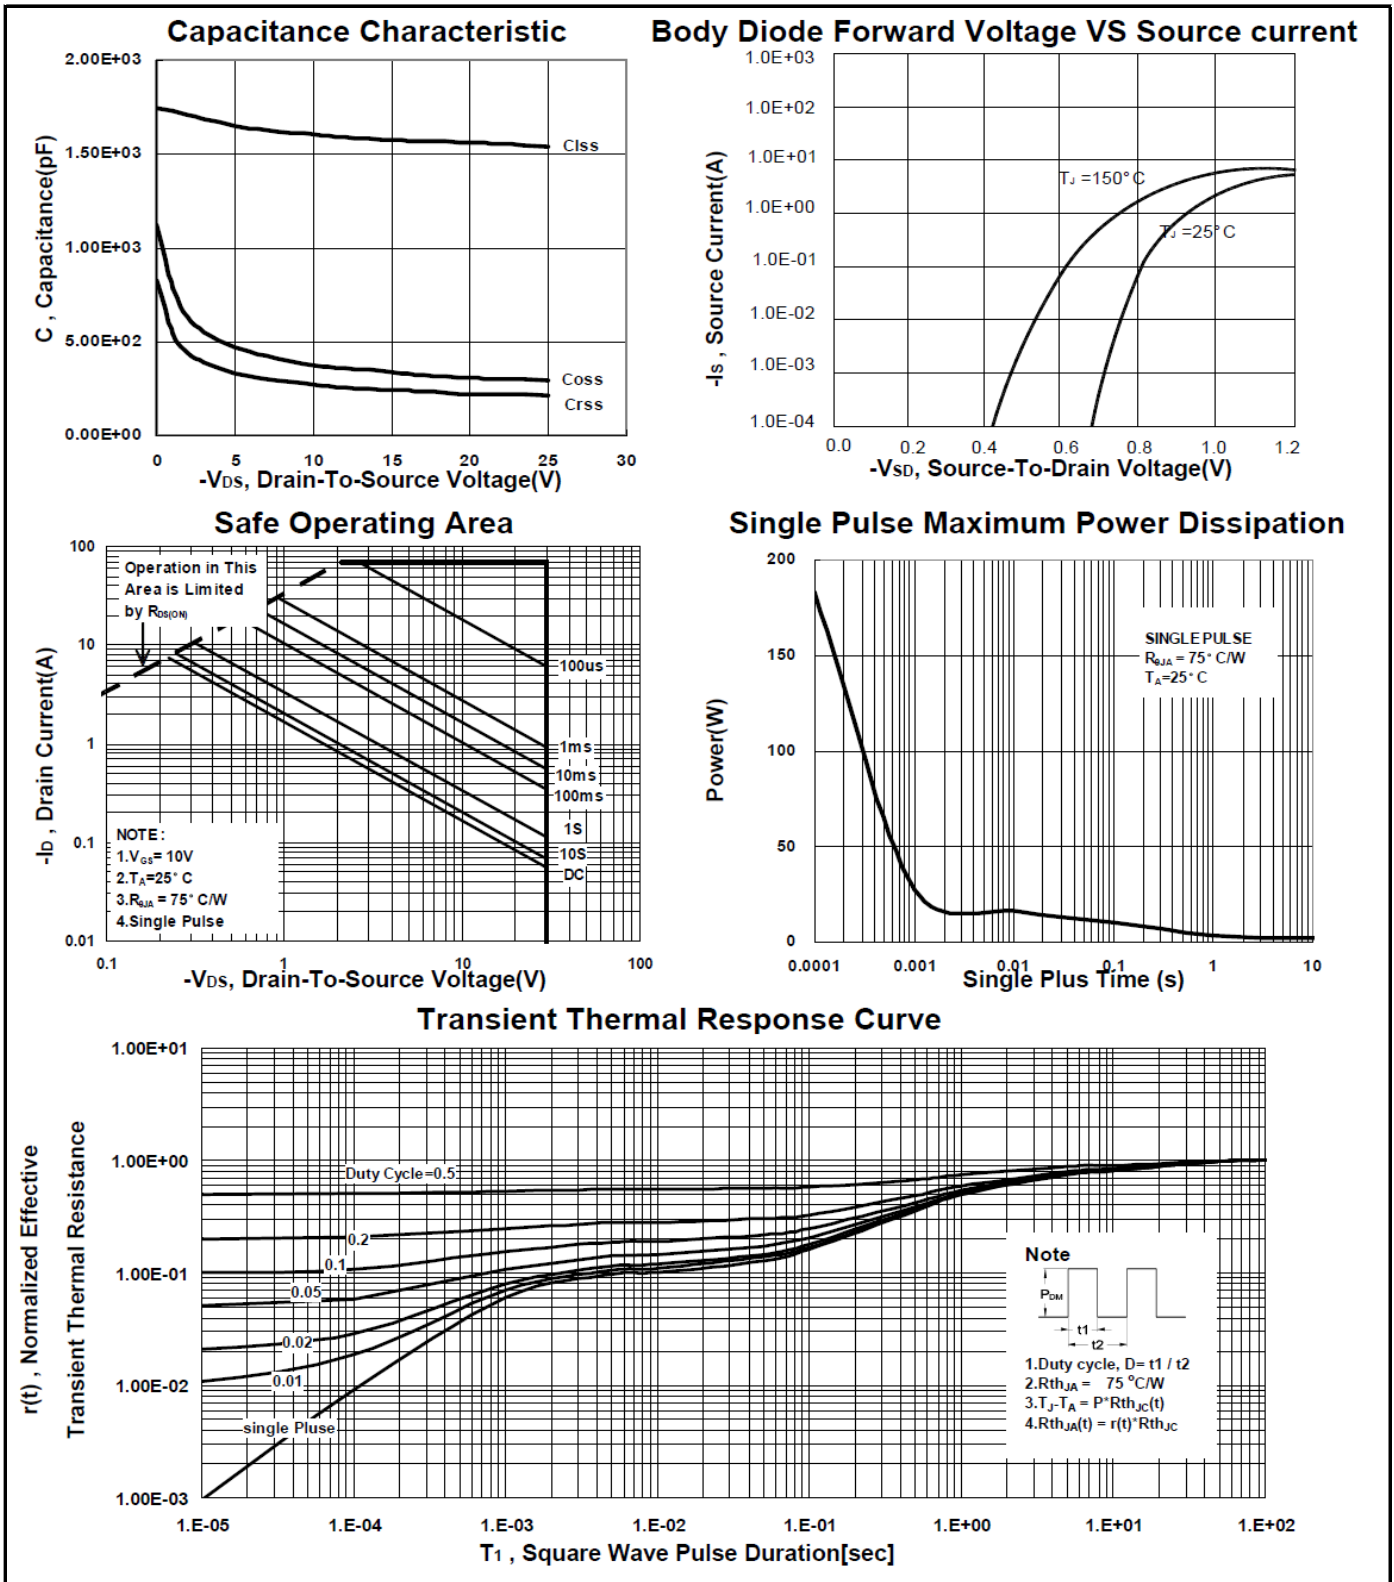 Capacitance Characteristic
2.00E+03
1.50E+03
1.00E+03
5.00E+02
0.00E+00
C , Capacitance(pF)
CIss
Coss
Crss
0 5 10 15 20 25 30
-VDS, Drain-To-Source Voltage(V)
Body Diode Forward Voltage VS Source current
1.0E+03
1.0E+02
1.0E+01
1.0E+00
1.0E-01
1.0E-02
1.0E-03
1.0E-04
-IS , Source Current(A)
TJ =150°C
TJ =25°C
0.0 0.2 0.4 0.6 0.8 1.0 1.2
-VSD, Source-To-Drain Voltage(V)
Safe Operating Area
100
10
1
0.1
0.01
-ID , Drain Current(A)
Operation in This
Area is Limited
by RDS(ON)
100us
1ms
10ms
100ms
1S
10S
DC
NOTE :
1.VGS= 10V
2.TA=25° C
3.RθJA = 75° C/W
4.Single Pulse
0.1 1 10 100
-VDS, Drain-To-Source Voltage(V)
Single Pulse Maximum Power Dissipation
200
150
100
50
0
Power(W)
SINGLE PULSE
RθJA = 75° C/W
TA=25° C
0.0001 0.001 0.01 0.1 1 10
Single Plus Time (s)
Transient Thermal Response Curve
1.00E+01
1.00E+00
1.00E-01
1.00E-02
1.00E-03
r(t) , Normalized Effective
Transient Thermal Resistance
Duty Cycle=0.5
0.2
0.1
0.05
0.02
0.01
single Pluse
Note
PDM
t1
t2
1.Duty cycle, D= t1 / t2
2.RthJA = 75 °C/W
3.TJ-TA = P*RthJC(t)
4.RthJA(t) = r(t)*RthJC
1.E-05 1.E-04 1.E-03 1.E-02 1.E-01 1.E+00 1.E+01 1.E+02
T1 , Square Wave Pulse Duration[sec]